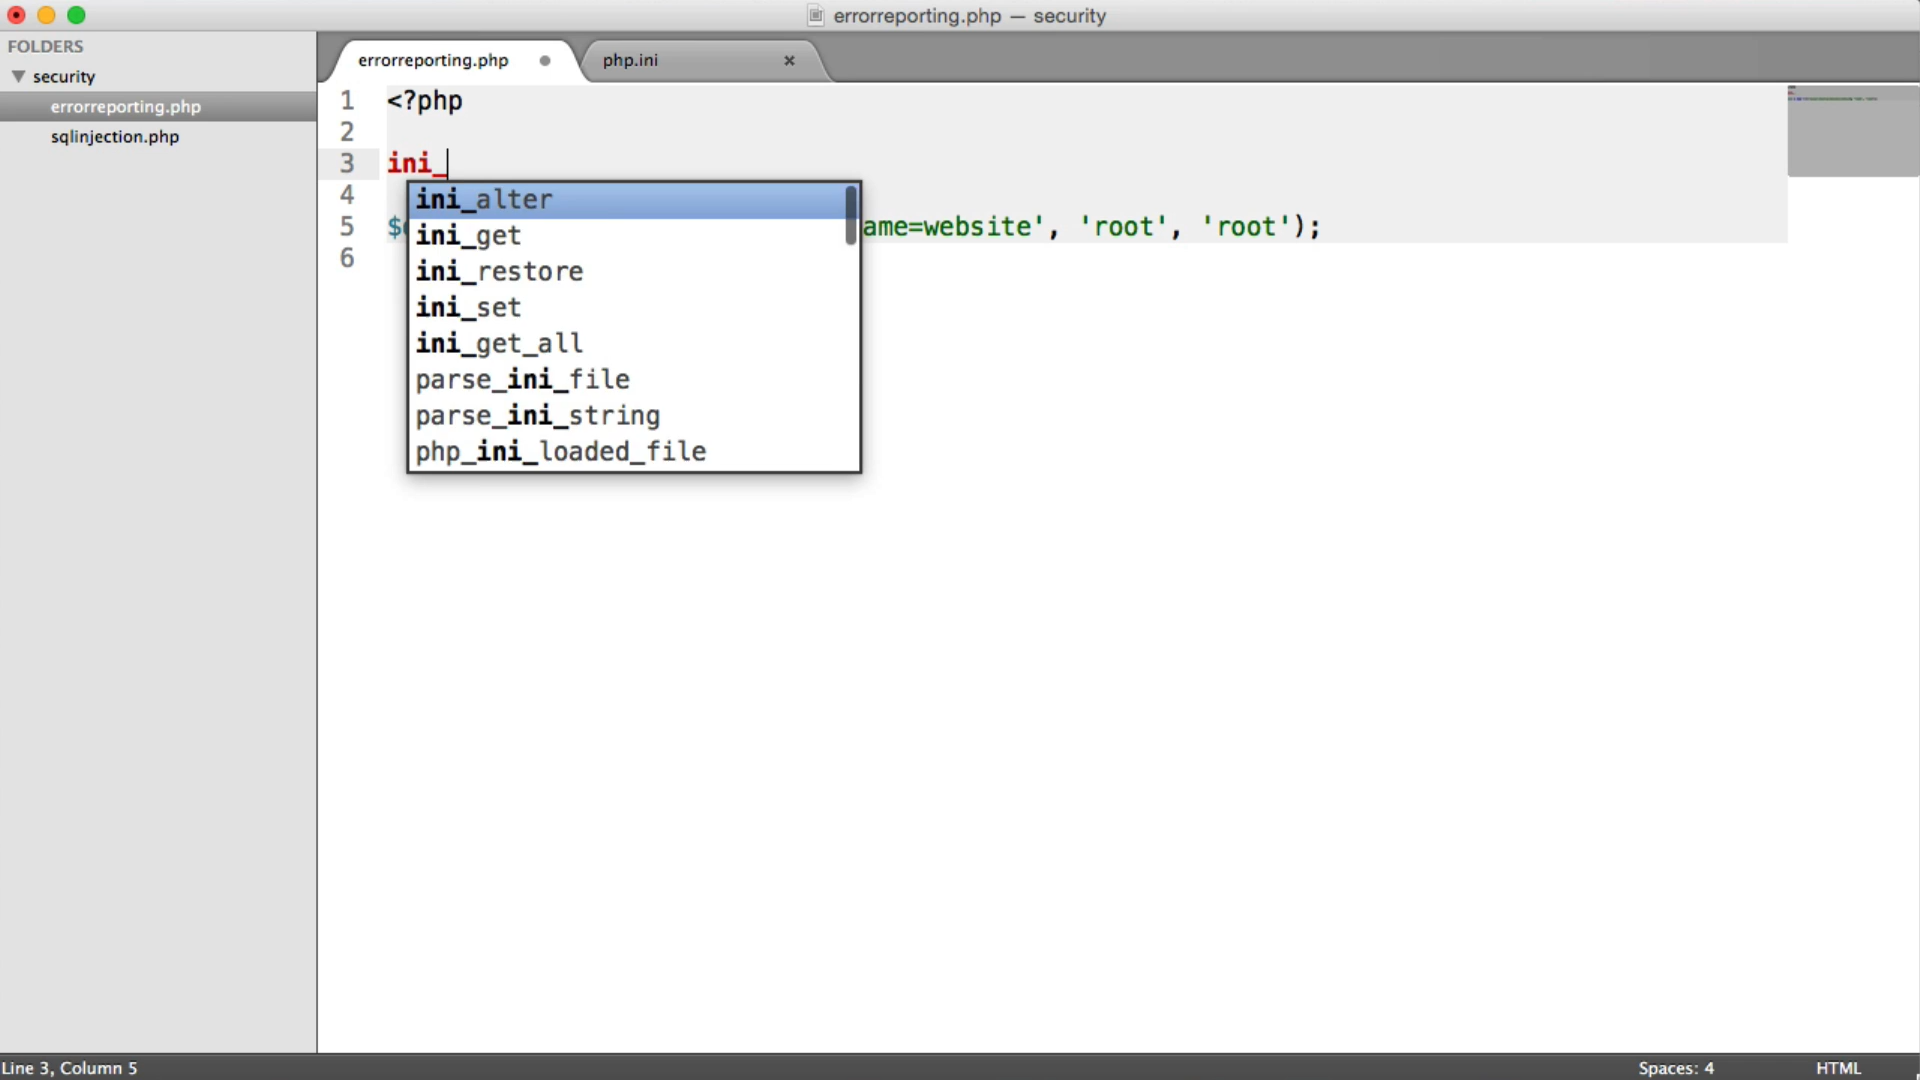 errorreporting.php — security
FOLDERS
security
errorreporting.php
sqlinjection.php
errorreporting.php
php.ini
1 <?php
2
3 ini_
4
5 $ ame=website', 'root', 'root');
6
ini_alter
ini_get
ini_restore
ini_set
ini_get_all
parse_ini_file
parse_ini_string
php_ini_loaded_file
Line 3, Column 5
Spaces: 4
HTML